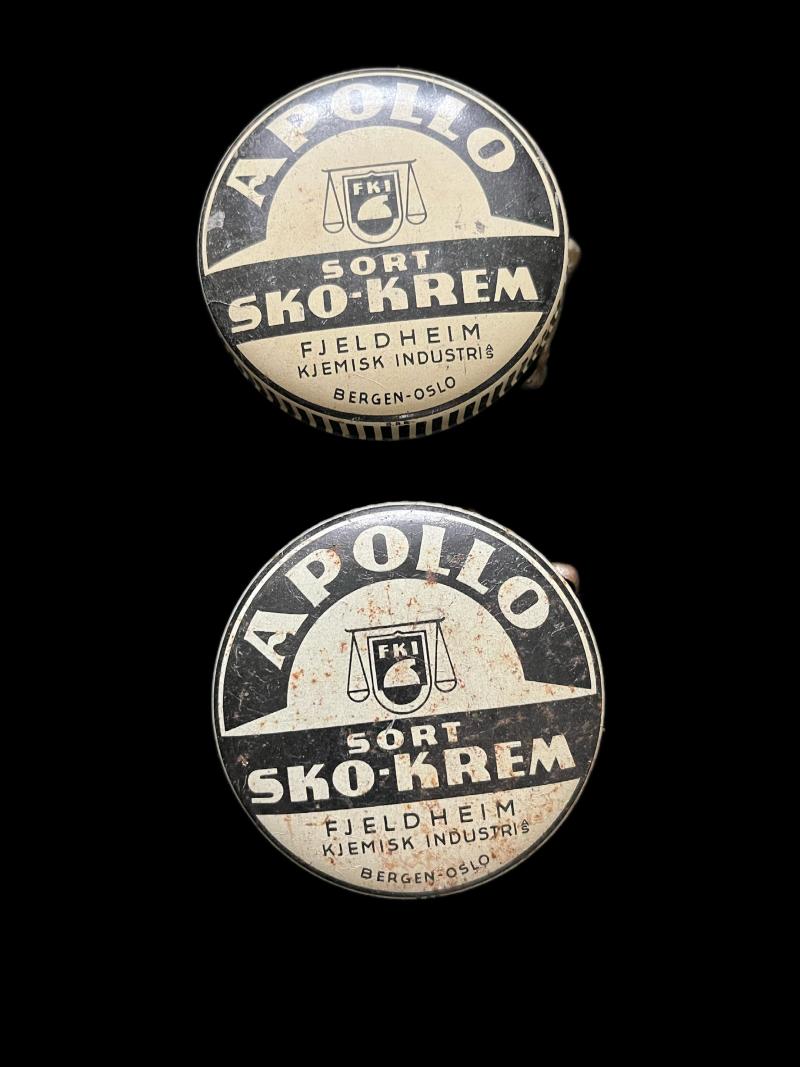 APOLLO
FKI
SORT
SKO-KREM
FJELDHEIM
KJEMISK INDUSTRI A/S
BERGEN-OSLO
APOLLO
FKI
SORT
SKO-KREM
FJELDHEIM
KJEMISK INDUSTRI A/S
BERGEN-OSLO